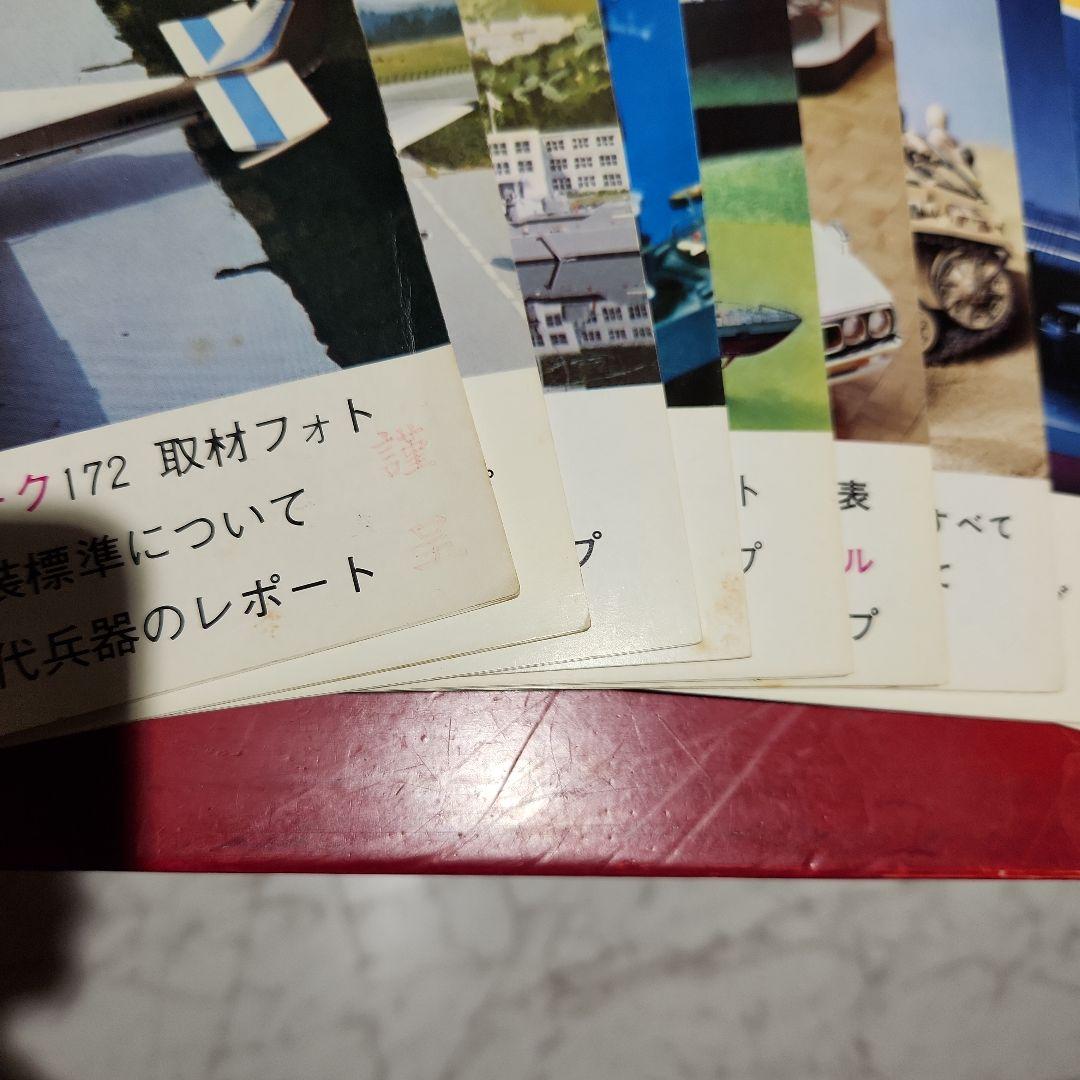 ーク172 取材フォト
装標準について
代兵器のレポート
謹
。
プ
ト
プ
表
ル
プ
すべて